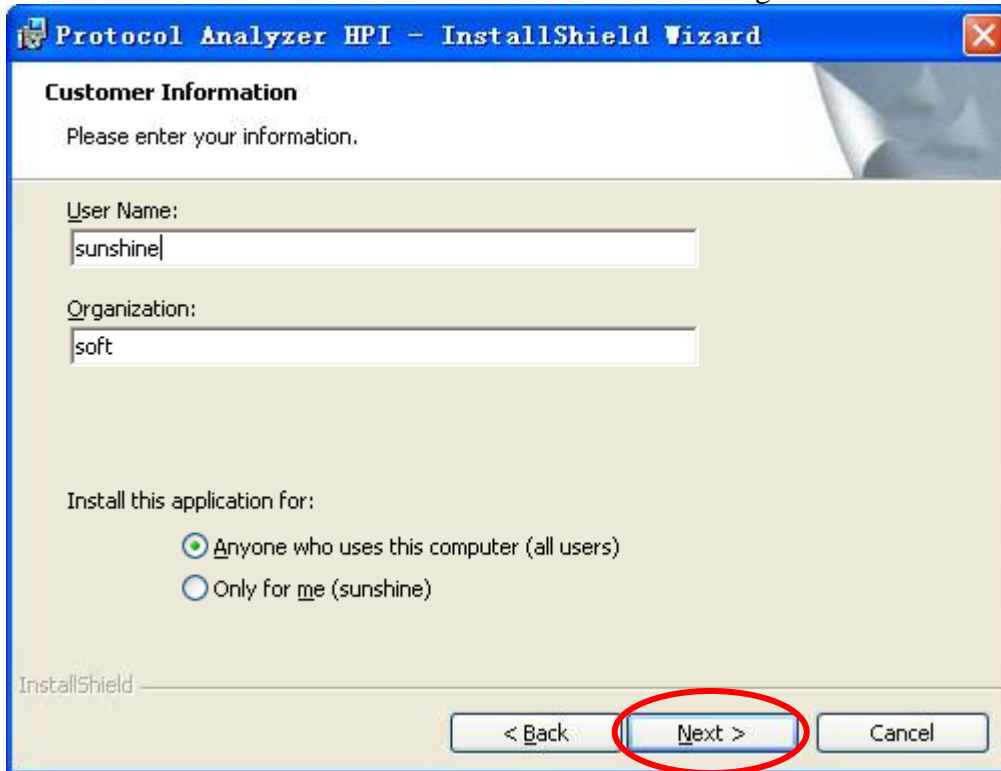 Protocol Analyzer HPI - InstallShield Wizard
Customer Information
Please enter your information.
User Name:
sunshine
Organization:
soft
Install this application for:
Anyone who uses this computer (all users)
Only for me (sunshine)
InstallShield
< Back Next > Cancel